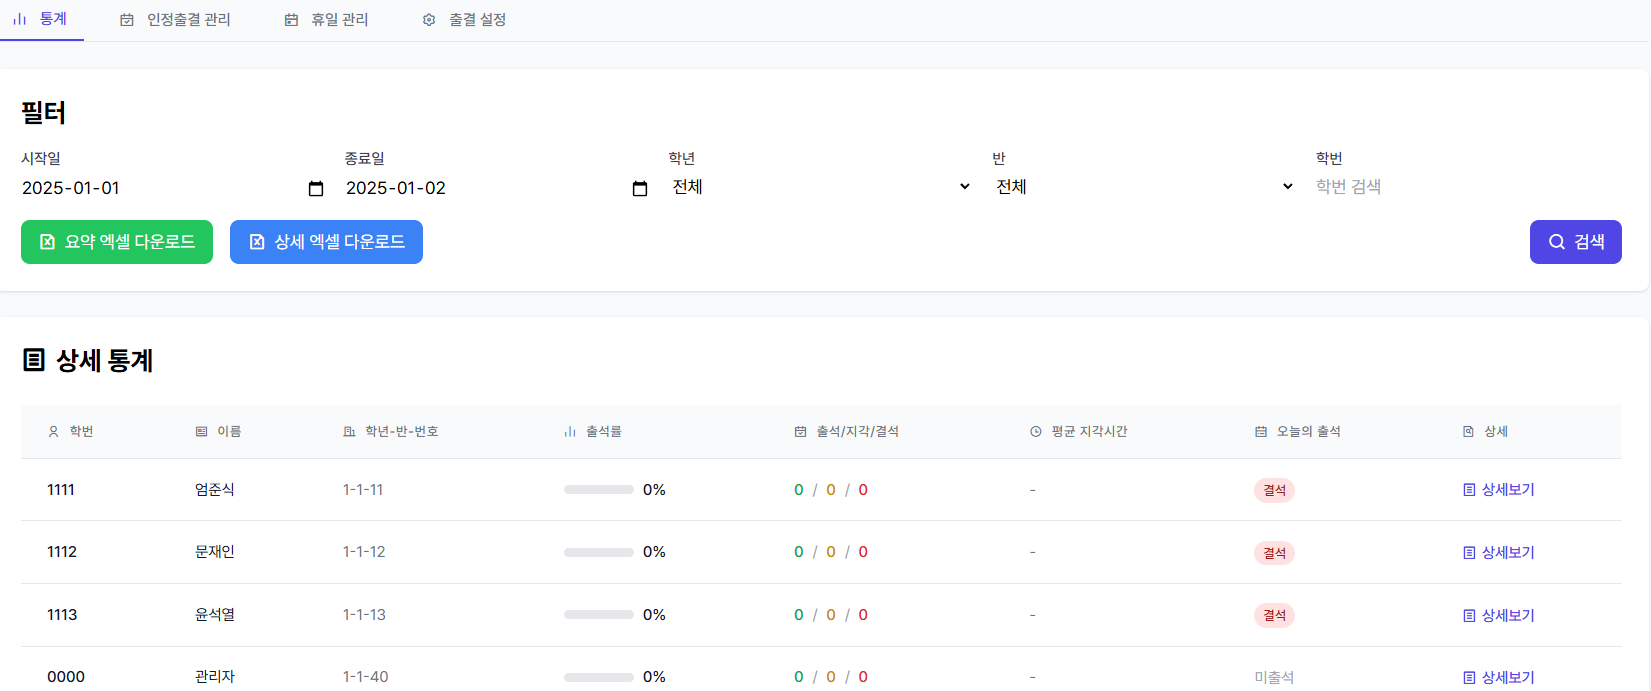 통계 인정출결 관리 휴일 관리 출결 설정
필터
시작일 종료일 학년 반 학번
2025-01-01 2025-01-02 전체 전체 학번 검색
요약 엑셀 다운로드 상세 엑셀 다운로드 검색
상세 통계
학번 이름 학년-반-번호 출석률 출석/지각/결석 평균 지각시간 오늘의 출석 상세
1111 엄준식 1-1-11 0% 0 / 0 / 0 - 결석 상세보기
1112 문재인 1-1-12 0% 0 / 0 / 0 - 결석 상세보기
1113 윤석열 1-1-13 0% 0 / 0 / 0 - 결석 상세보기
0000 관리자 1-1-40 0% 0 / 0 / 0 - 미출석 상세보기